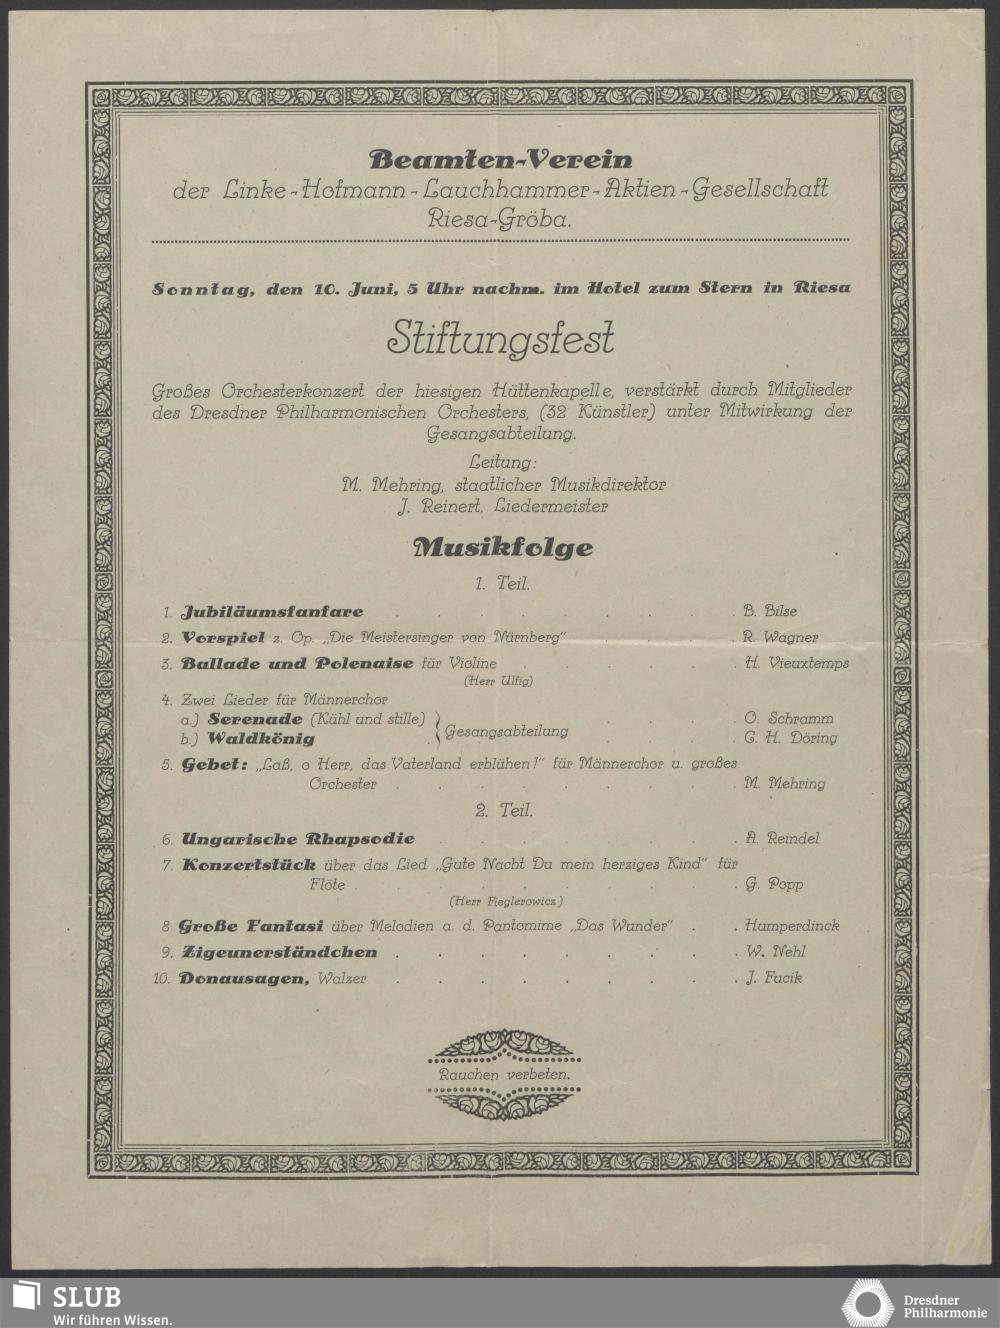 Beamten-Verein
der Linke-Hofmann-Lauchhammer-Aktien-Gesellschaft
Riesa-Gröba.
Sonntag, den 10. Juni, 5 Uhr nachm. im Hotel zum Stern in Riesa
Stiftungsfest
Großes Orchesterkonzert der hiesigen Hüttenkapelle, verstärkt durch Mitglieder
des Dresdner Philharmonischen Orchesters, (32 Künstler) unter Mitwirkung der
Gesangsabteilung.
Leitung:
M. Mehring, staatlicher Musikdirektor
J. Reinert, Liedermeister
Musikfolge
1. Teil.
1. Jubiläumsfanfare . . . . . . . . . B. Bilse
2. Vorspiel z. Op. „Die Meistersinger von Nürnberg" . . . . R. Wagner
3. Ballade und Polenaise für Violine . . . . . . H. Vieuxtemps
(Herr Ulfig)
4. Zwei Lieder für Männerchor
a.) Serenade (Kühl und stille) } Gesangsabteilung . . . . O. Schramm
b.) Waldkönig . . . . . G. H. Döring
5. Gebet: „Laß, o Herr, das Vaterland erblühen!" für Männerchor u. großes
Orchester . . . . . . . . . M. Mehring
2. Teil.
6. Ungarische Rhapsodie . . . . . . . . A. Reindel
7. Konzertstück über das Lied „Gute Nacht Du mein herziges Kind" für
Flöte . . . . . . . . . . G. Popp
(Herr Fieglerowicz)
8 Große Fantasi über Melodien a. d. Pantomime „Das Wunder" . . Humperdinck
9. Zigeunerständchen . . . . . . . . . W. Nehl
10. Donausagen, Walzer . . . . . . . . . J. Fucik
Rauchen verbeten.
SLUB
Wir führen Wissen.
Dresdner
Philharmonie